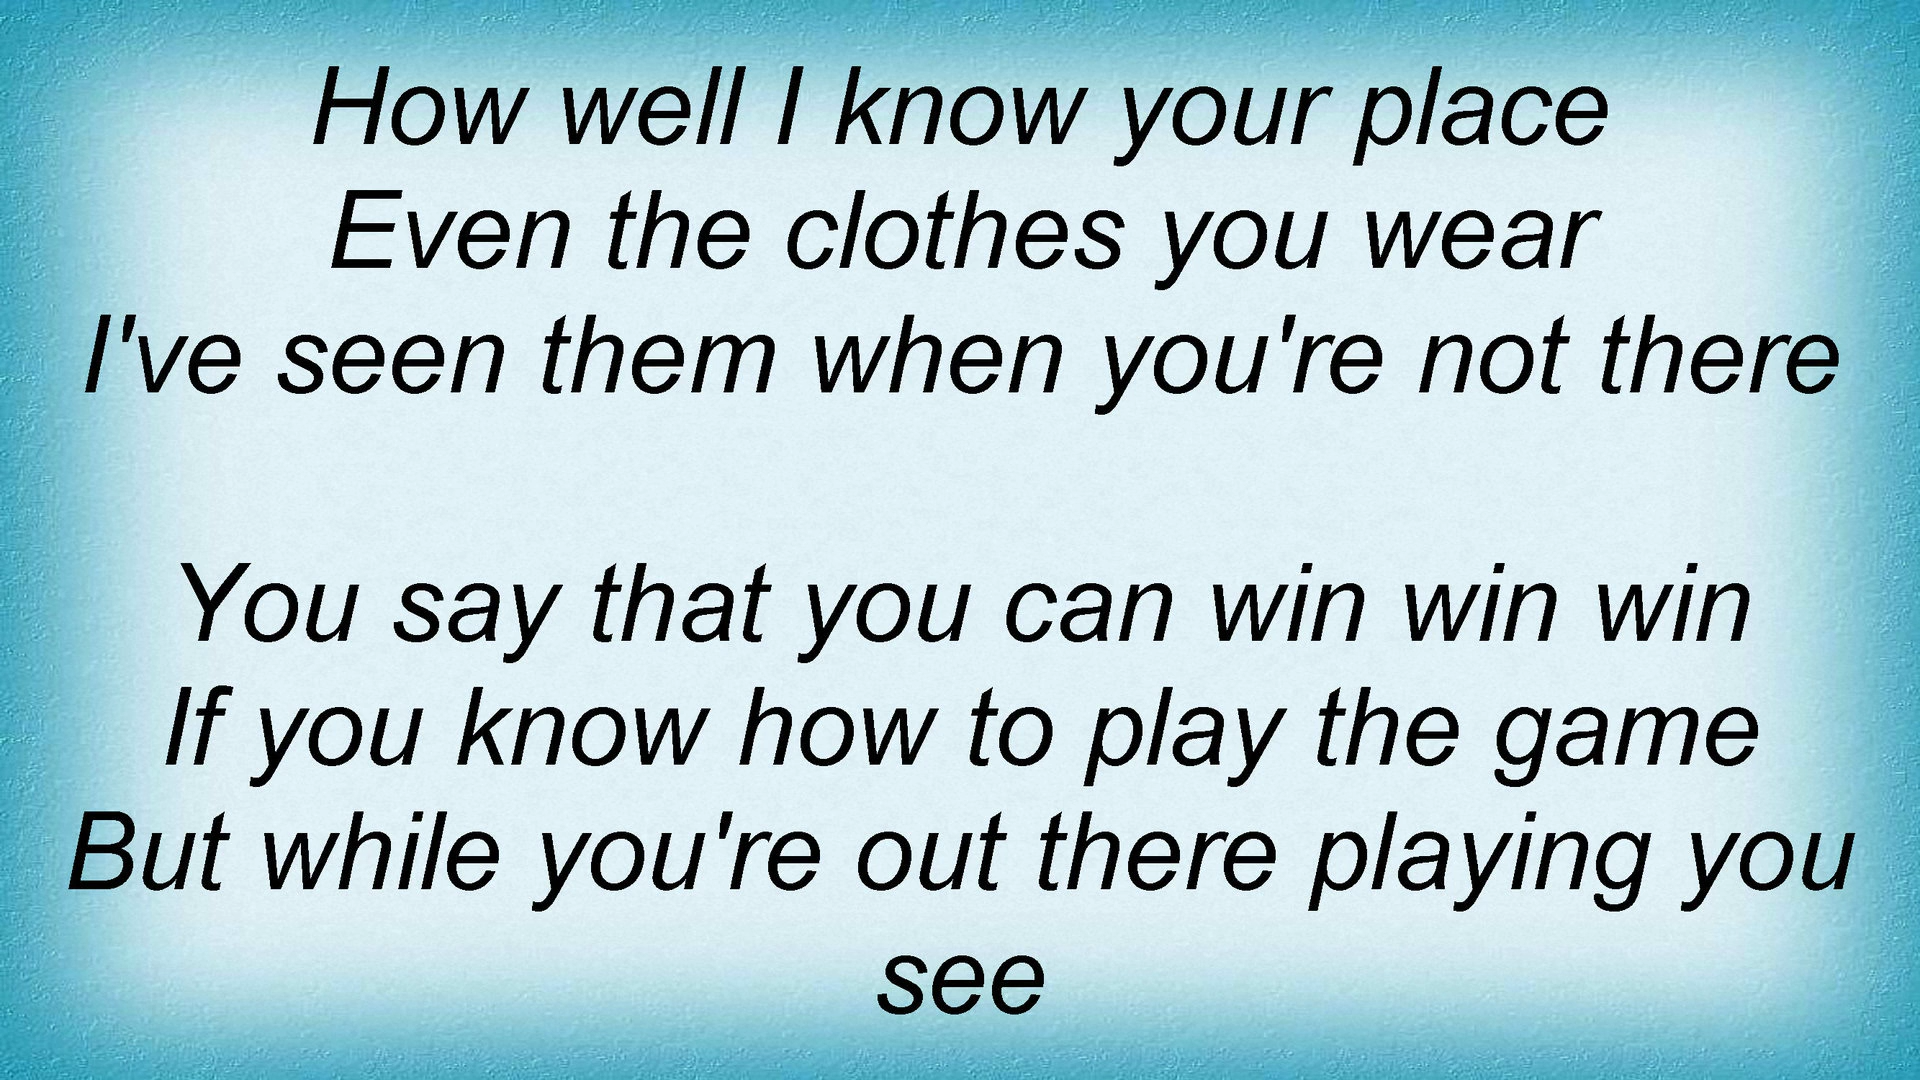 How well I know your place
Even the clothes you wear
I've seen them when you're not there
You say that you can win win win
If you know how to play the game
But while you're out there playing you
see